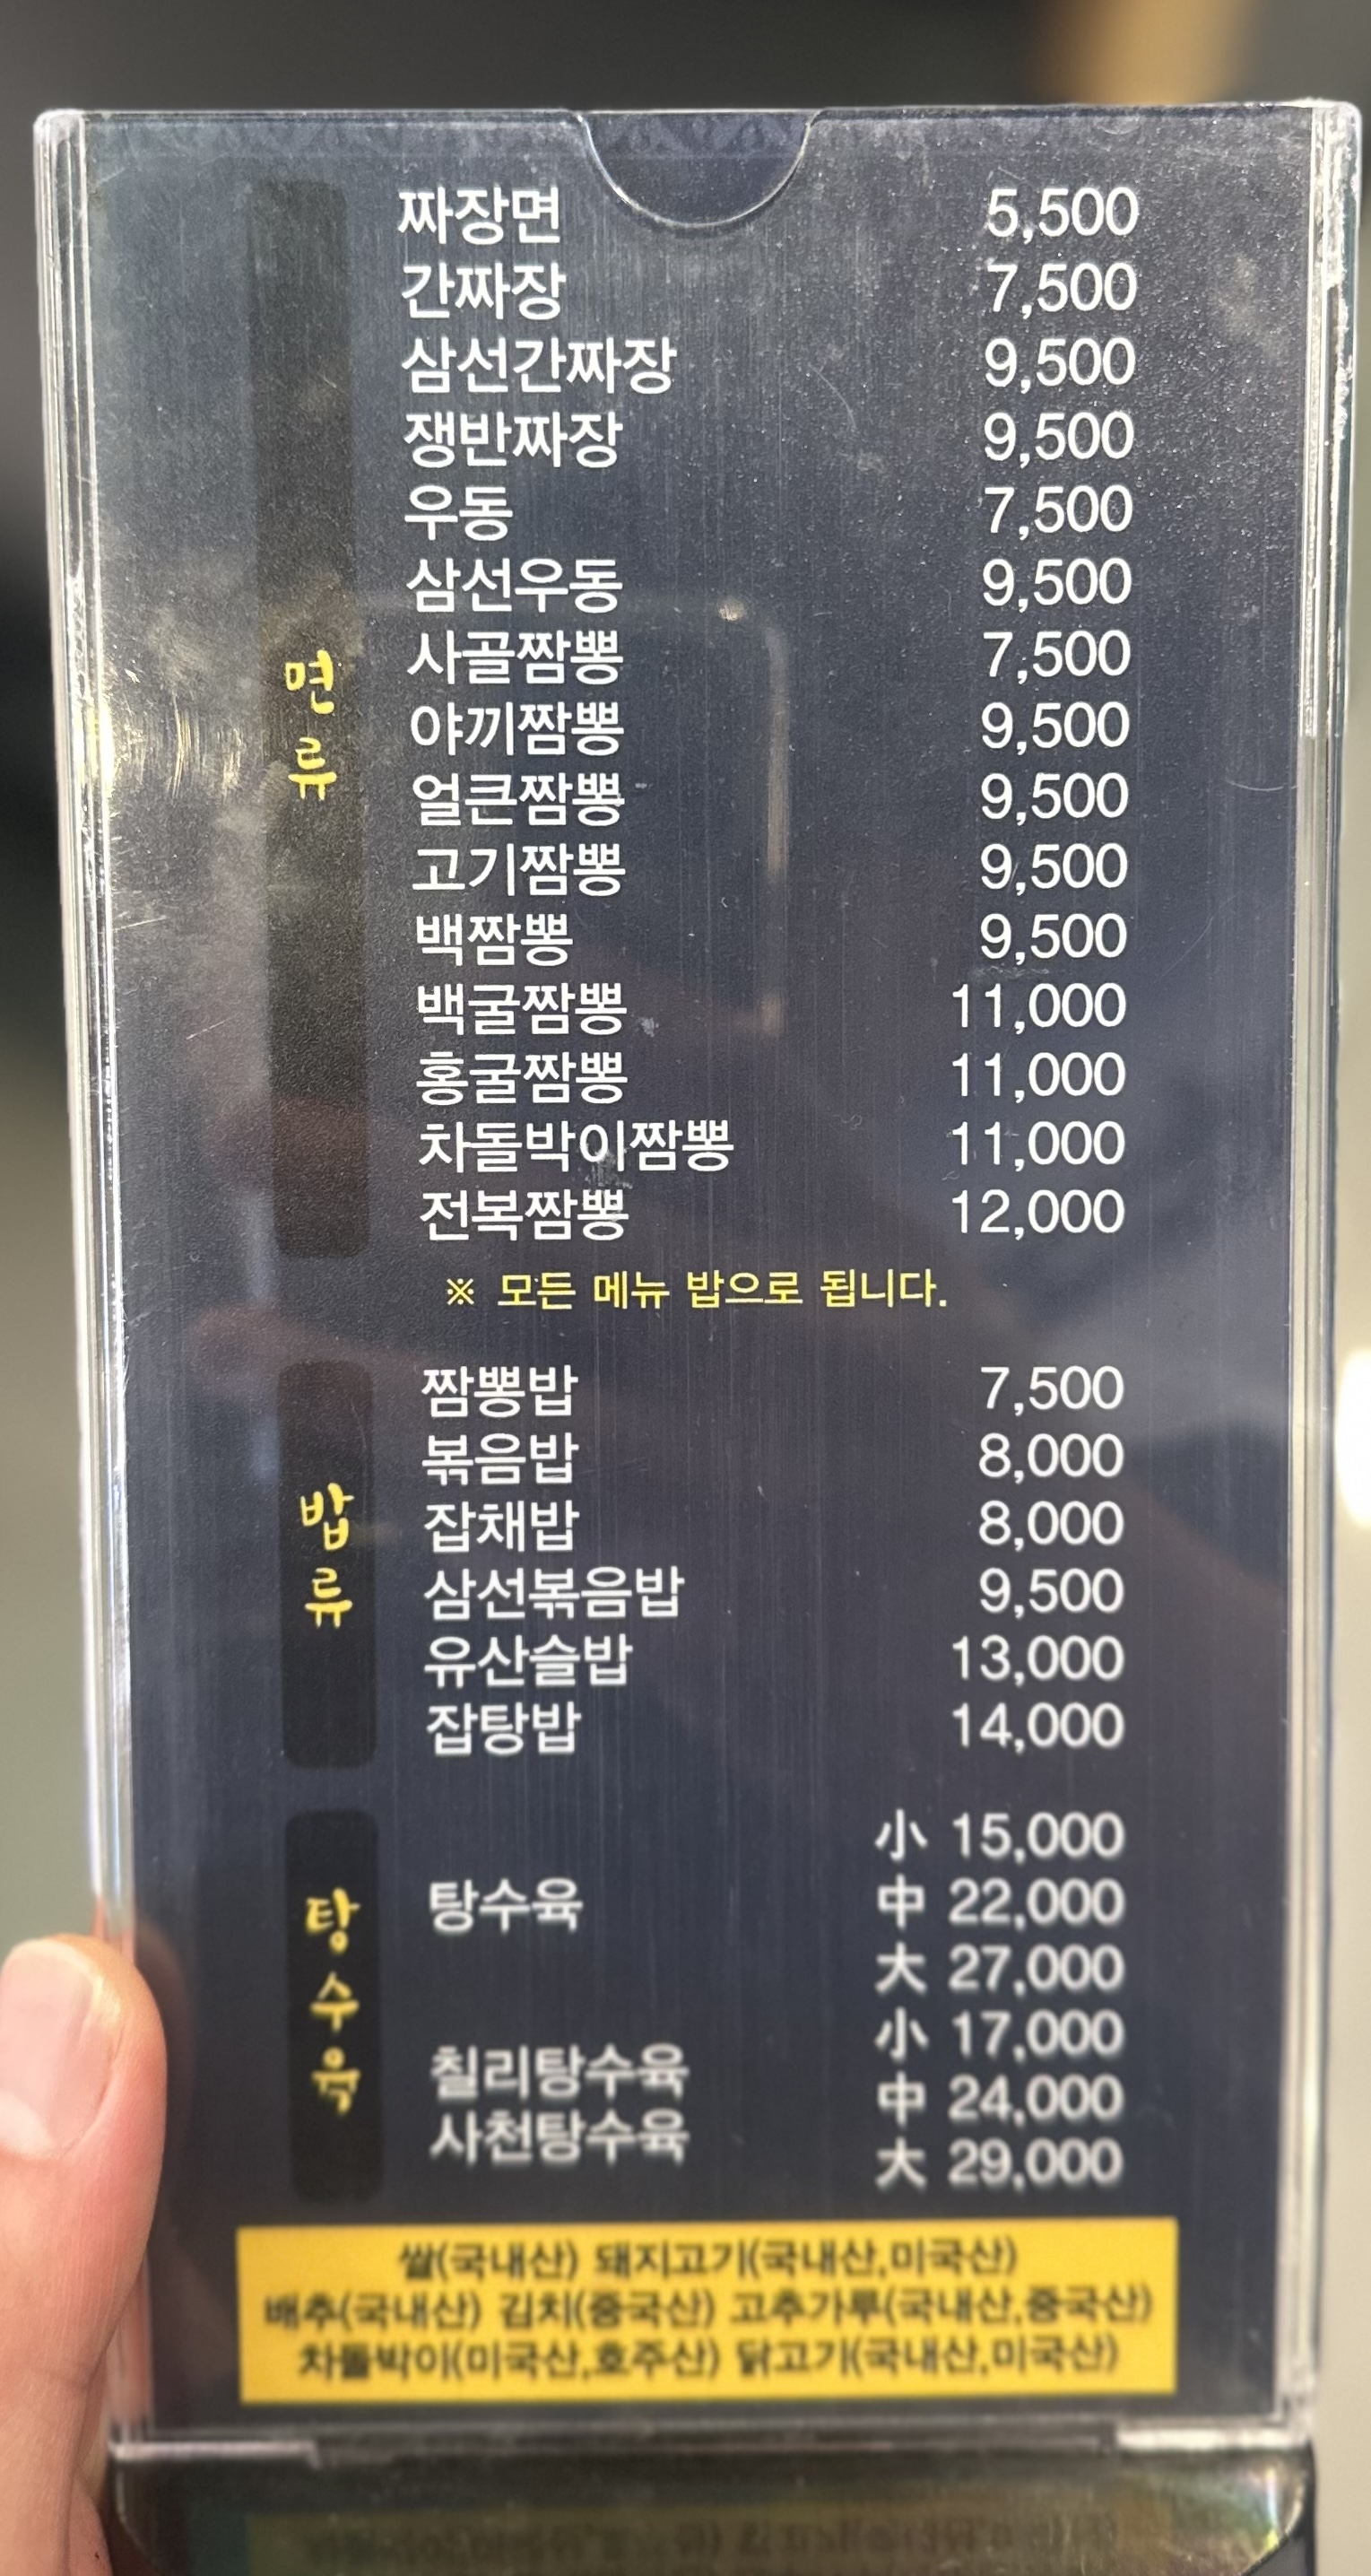 면류
짜장면 5,500
간짜장 7,500
삼선간짜장 9,500
쟁반짜장 9,500
우동 7,500
삼선우동 9,500
사골짬뽕 7,500
야끼짬뽕 9,500
얼큰짬뽕 9,500
고기짬뽕 9,500
백짬뽕 9,500
백굴짬뽕 11,000
홍굴짬뽕 11,000
차돌박이짬뽕 11,000
전복짬뽕 12,000
※ 모든 메뉴 밥으로 됩니다.
밥류
짬뽕밥 7,500
볶음밥 8,000
잡채밥 8,000
삼선볶음밥 9,500
유산슬밥 13,000
잡탕밥 14,000
탕수육
小 15,000
탕수육 中 22,000
大 27,000
小 17,000
칠리탕수육 中 24,000
사천탕수육 大 29,000
쌀(국내산) 돼지고기(국내산,미국산)
배추(국내산) 김치(중국산) 고추가루(국내산,중국산)
차돌박이(미국산,호주산) 닭고기(국내산,미국산)